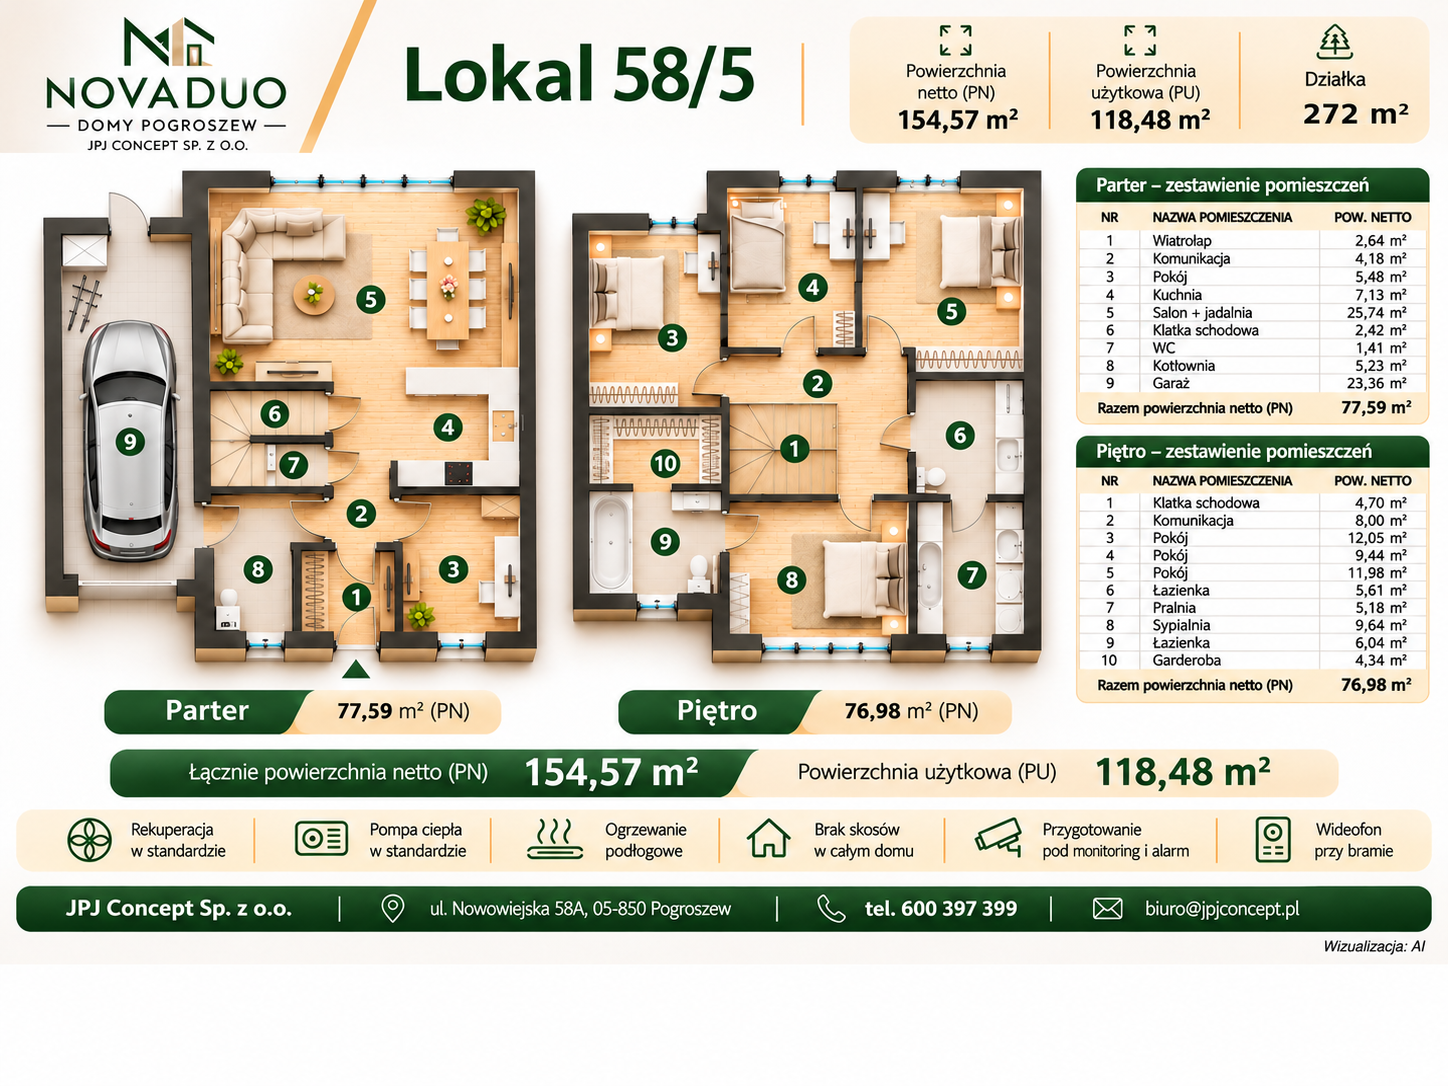 NOVADUO
DOMY POGROSZEW
JPJ CONCEPT SP. Z O.O.
Lokal 58/5
Powierzchnia
netto (PN)
154,57 m²
Powierzchnia
użytkowa (PU)
118,48 m²
Działka
272 m²
5
6
4
7
9
2
8
3
1
4
5
3
2
1
6
10
9
8
7
Parter – zestawienie pomieszczeń
NR NAZWA POMIESZCZENIA POW. NETTO
1 Wiatrołap 2,64 m²
2 Komunikacja 4,18 m²
3 Pokój 5,48 m²
4 Kuchnia 7,13 m²
5 Salon + jadalnia 25,74 m²
6 Klatka schodowa 2,42 m²
7 WC 1,41 m²
8 Kotłownia 5,23 m²
9 Garaż 23,36 m²
Razem powierzchnia netto (PN) 77,59 m²
Piętro – zestawienie pomieszczeń
NR NAZWA POMIESZCZENIA POW. NETTO
1 Klatka schodowa 4,70 m²
2 Komunikacja 8,00 m²
3 Pokój 12,05 m²
4 Pokój 9,44 m²
5 Pokój 11,98 m²
6 Łazienka 5,61 m²
7 Pralnia 5,18 m²
8 Sypialnia 9,64 m²
9 Łazienka 6,04 m²
10 Garderoba 4,34 m²
Razem powierzchnia netto (PN) 76,98 m²
Parter 77,59 m² (PN)
Piętro 76,98 m² (PN)
Łącznie powierzchnia netto (PN) 154,57 m² Powierzchnia użytkowa (PU) 118,48 m²
Rekuperacja
w standardzie
Pompa ciepła
w standardzie
Ogrzewanie
podłogowe
Brak skosów
w całym domu
Przygotowanie
pod monitoring i alarm
Wideofon
przy bramie
JPJ Concept Sp. z o.o. | ul. Nowowiejska 58A, 05-850 Pogroszew | tel. 600 397 399 | biuro@jpjconcept.pl
Wizualizacja: AI